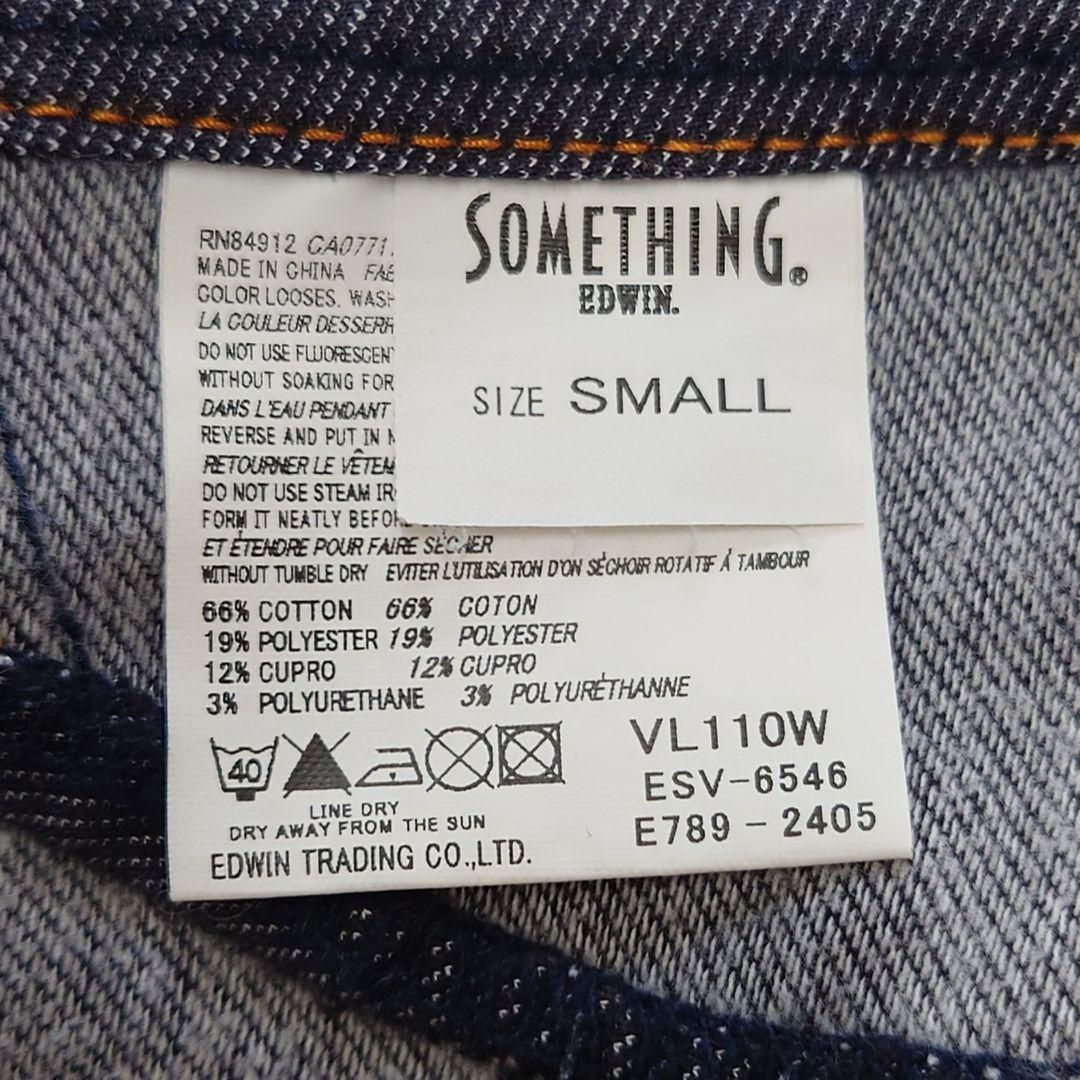 SOMETHING®
EDWIN.
SIZE SMALL
RN84912 CA0771
MADE IN CHINA
COLOR LOOSES. WASH
LA COULEUR DESSERR
DO NOT USE FLUORESCENT
WITHOUT SOAKING FOR
DANS L'EAU PENDANT
REVERSE AND PUT IN
RETOURNER LE VÊTEM
DO NOT USE STEAM IR
FORM IT NEATLY BEFO
ET ÉTENDRE POUR FAIRE SÉCHER
WITHOUT TUMBLE DRY EVITER L'UTILISATION D'ON SÉCHOIR ROTATIF Á TAMBOUR
66% COTTON 66% COTON
19% POLYESTER 19% POLYESTER
12% CUPRO 12% CUPRO
3% POLYURETHANE 3% POLYURÉTHANNE
40
LINE DRY
DRY AWAY FROM THE SUN
EDWIN TRADING CO.,LTD.
VL110W
ESV-6546
E789-2405